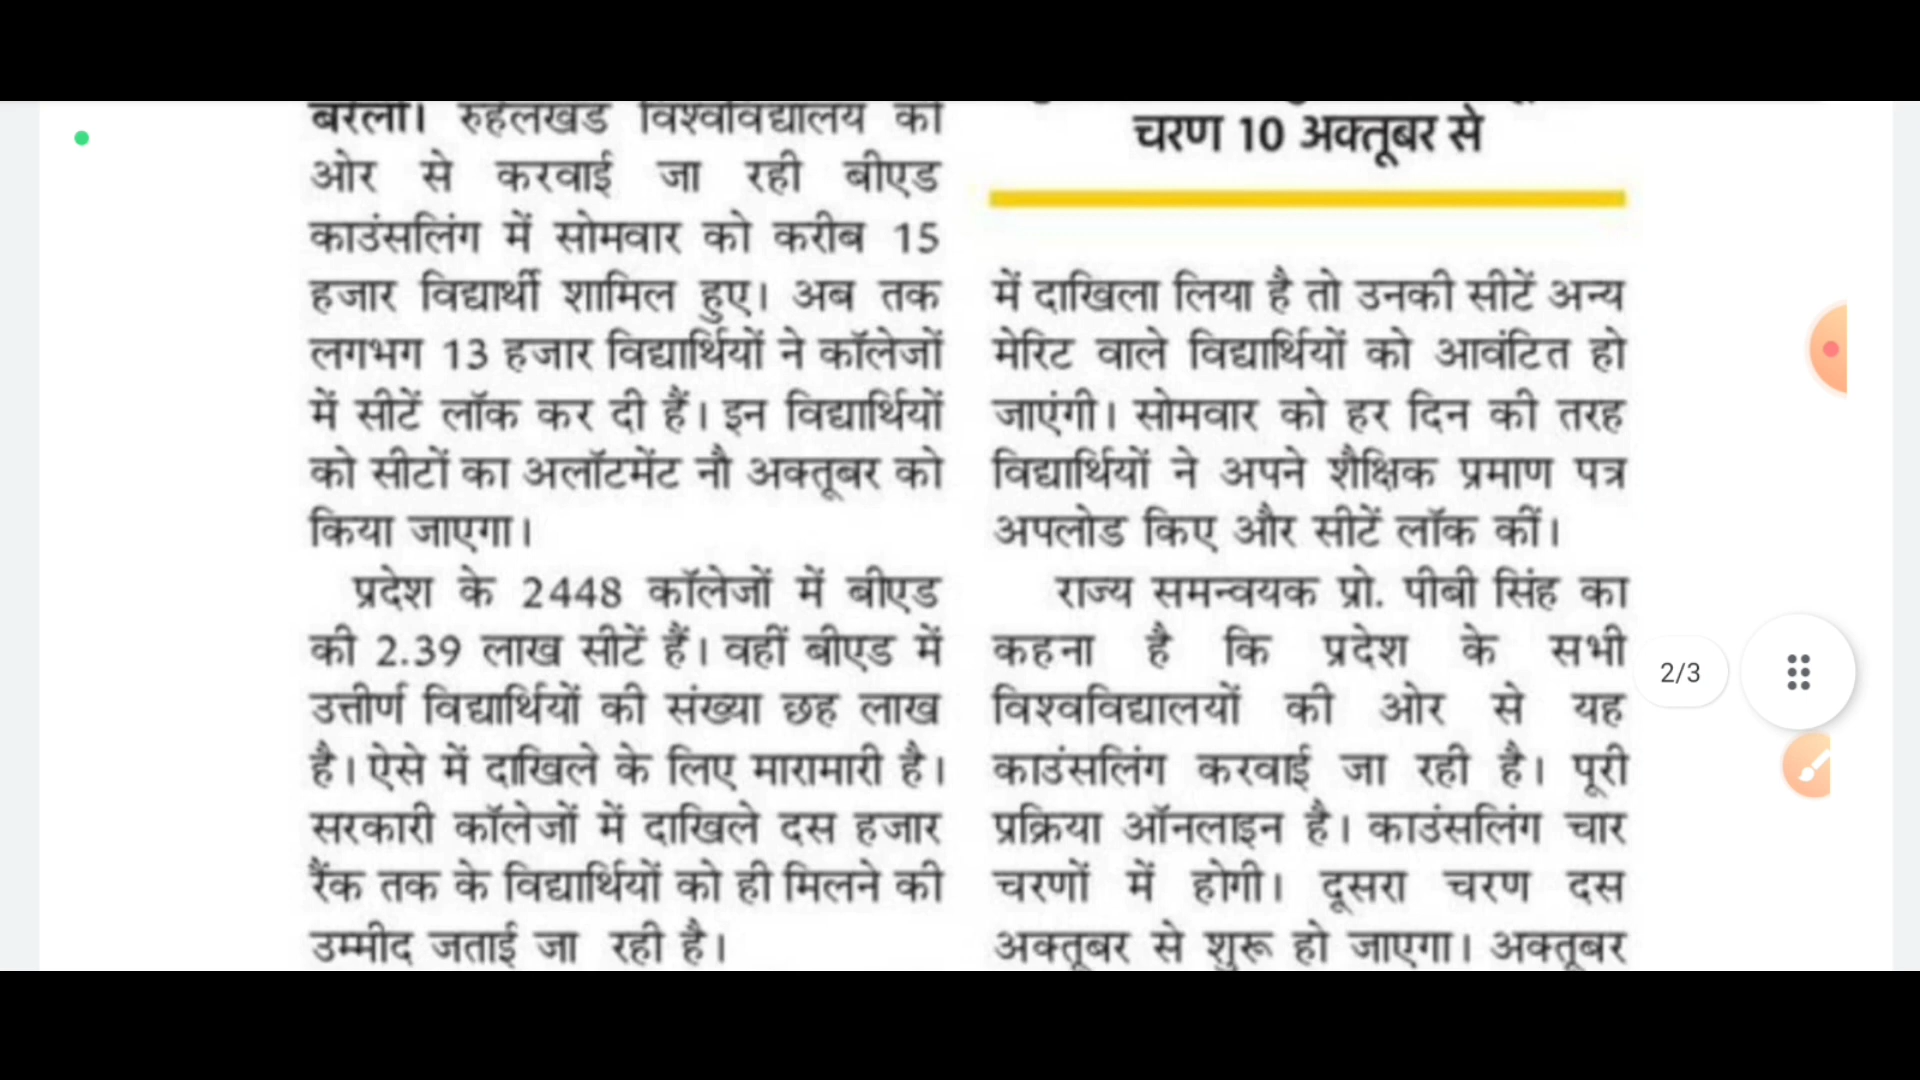 बरेली। रुहेलखंड विश्वविद्यालय की
ओर से करवाई जा रही बीएड
काउंसलिंग में सोमवार को करीब 15
हजार विद्यार्थी शामिल हुए। अब तक
लगभग 13 हजार विद्यार्थियों ने कॉलेजों
में सीटें लॉक कर दी हैं। इन विद्यार्थियों
को सीटों का अलॉटमेंट नौ अक्तूबर को
किया जाएगा।
प्रदेश के 2448 कॉलेजों में बीएड
की 2.39 लाख सीटें हैं। वहीं बीएड में
उत्तीर्ण विद्यार्थियों की संख्या छह लाख
है। ऐसे में दाखिले के लिए मारामारी है।
सरकारी कॉलेजों में दाखिले दस हजार
रैंक तक के विद्यार्थियों को ही मिलने की
उम्मीद जताई जा रही है।
चरण 10 अक्तूबर से
में दाखिला लिया है तो उनकी सीटें अन्य
मेरिट वाले विद्यार्थियों को आवंटित हो
जाएंगी। सोमवार को हर दिन की तरह
विद्यार्थियों ने अपने शैक्षिक प्रमाण पत्र
अपलोड किए और सीटें लॉक कीं।
राज्य समन्वयक प्रो. पीबी सिंह का
कहना है कि प्रदेश के सभी
विश्वविद्यालयों की ओर से यह
काउंसलिंग करवाई जा रही है। पूरी
प्रक्रिया ऑनलाइन है। काउंसलिंग चार
चरणों में होगी। दूसरा चरण दस
अक्तूबर से शुरू हो जाएगा। अक्तूबर
2/3